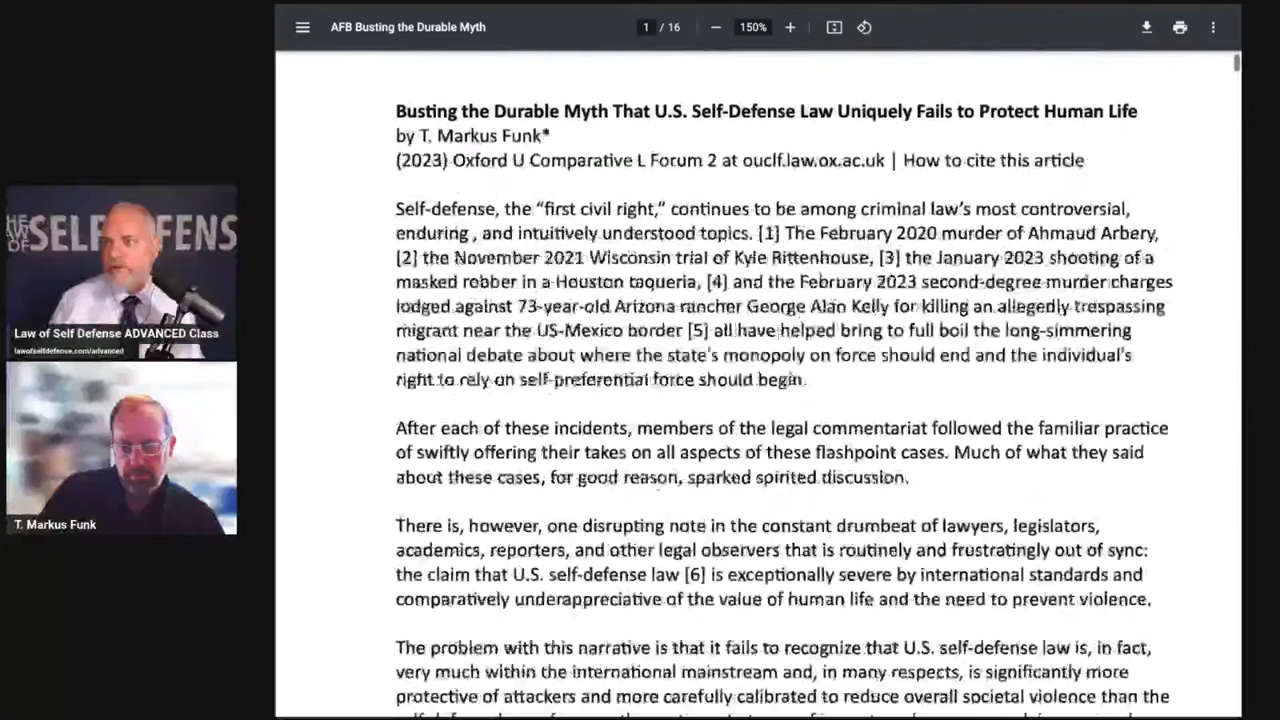 AFB Busting the Durable Myth
1 / 16
150%
Busting the Durable Myth That U.S. Self-Defense Law Uniquely Fails to Protect Human Life
by T. Markus Funk*
(2023) Oxford U Comparative L Forum 2 at ouclf.law.ox.ac.uk | How to cite this article
Self-defense, the “first civil right,” continues to be among criminal law’s most controversial,
enduring , and intuitively understood topics. [1] The February 2020 murder of Ahmaud Arbery,
[2] the November 2021 Wisconsin trial of Kyle Rittenhouse, [3] the January 2023 shooting of a
masked robber in a Houston taqueria, [4] and the February 2023 second-degree murder charges
lodged against 73-year-old Arizona rancher George Alan Kelly for killing an allegedly trespassing
migrant near the US-Mexico border [5] all have helped bring to full boil the long-simmering
national debate about where the state’s monopoly on force should end and the individual’s
right to rely on self-preferential force should begin.
After each of these incidents, members of the legal commentariat followed the familiar practice
of swiftly offering their takes on all aspects of these flashpoint cases. Much of what they said
about these cases, for good reason, sparked spirited discussion.
There is, however, one disrupting note in the constant drumbeat of lawyers, legislators,
academics, reporters, and other legal observers that is routinely and frustratingly out of sync:
the claim that U.S. self-defense law [6] is exceptionally severe by international standards and
comparatively underappreciative of the value of human life and the need to prevent violence.
The problem with this narrative is that it fails to recognize that U.S. self-defense law is, in fact,
very much within the international mainstream and, in many respects, is significantly more
protective of attackers and more carefully calibrated to reduce overall societal violence than the
THE
LAW
OF
SELF
DEFENS
Law of Self Defense ADVANCED Class
lawofselfdefense.com/advanced
T. Markus Funk